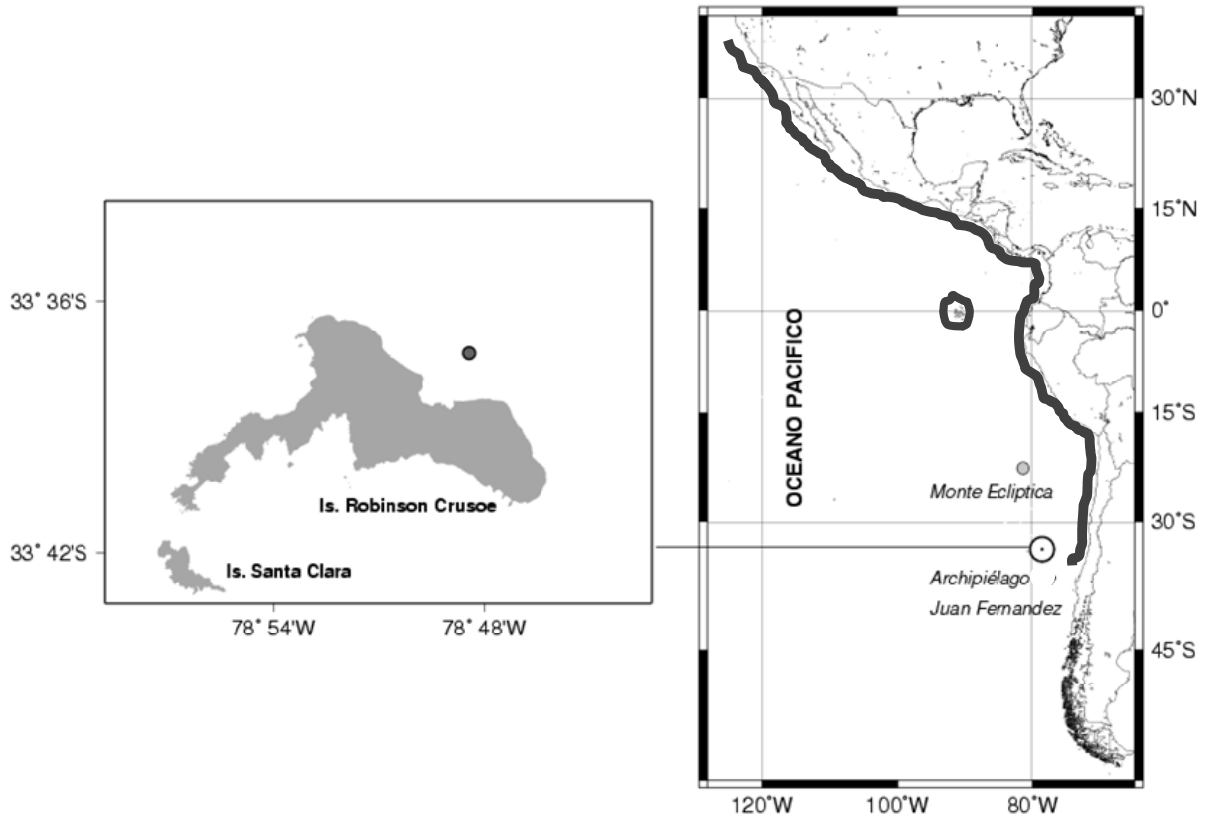 33° 36'S
33° 42'S
Is. Robinson Crusoe
Is. Santa Clara
78° 54'W
78° 48'W
30°N
15°N
0°
15°S
30°S
45°S
OCEANO PACIFICO
Monte Ecliptica
Archipiélago
Juan Fernandez
120°W
100°W
80°W